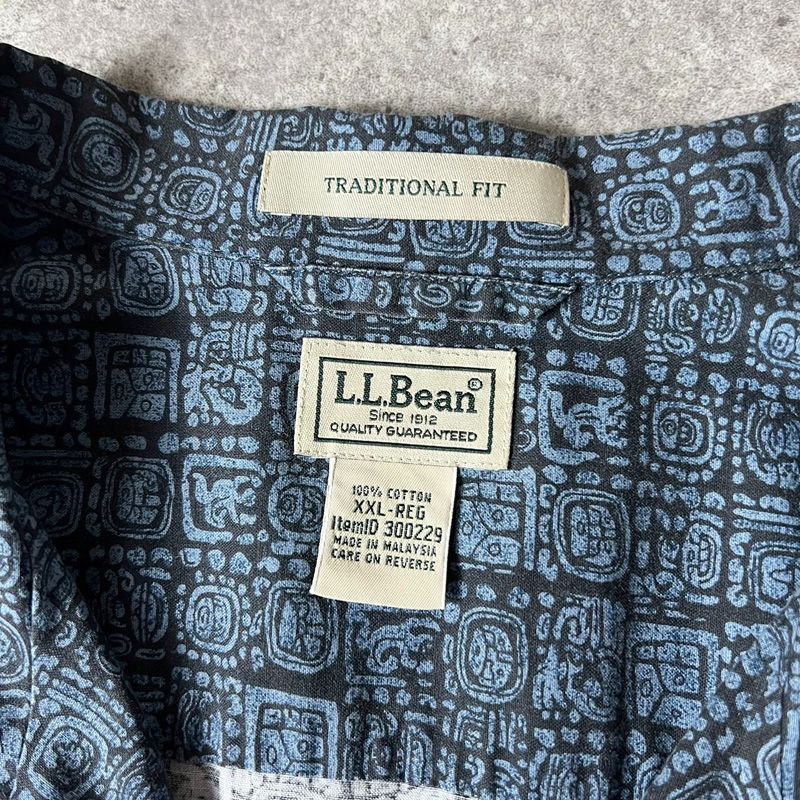 TRADITIONAL FIT
L.L.Bean®
Since 1912
QUALITY GUARANTEED
100% COTTON
XXL-REG
ItemID 300229
MADE IN MALAYSIA
CARE ON REVERSE